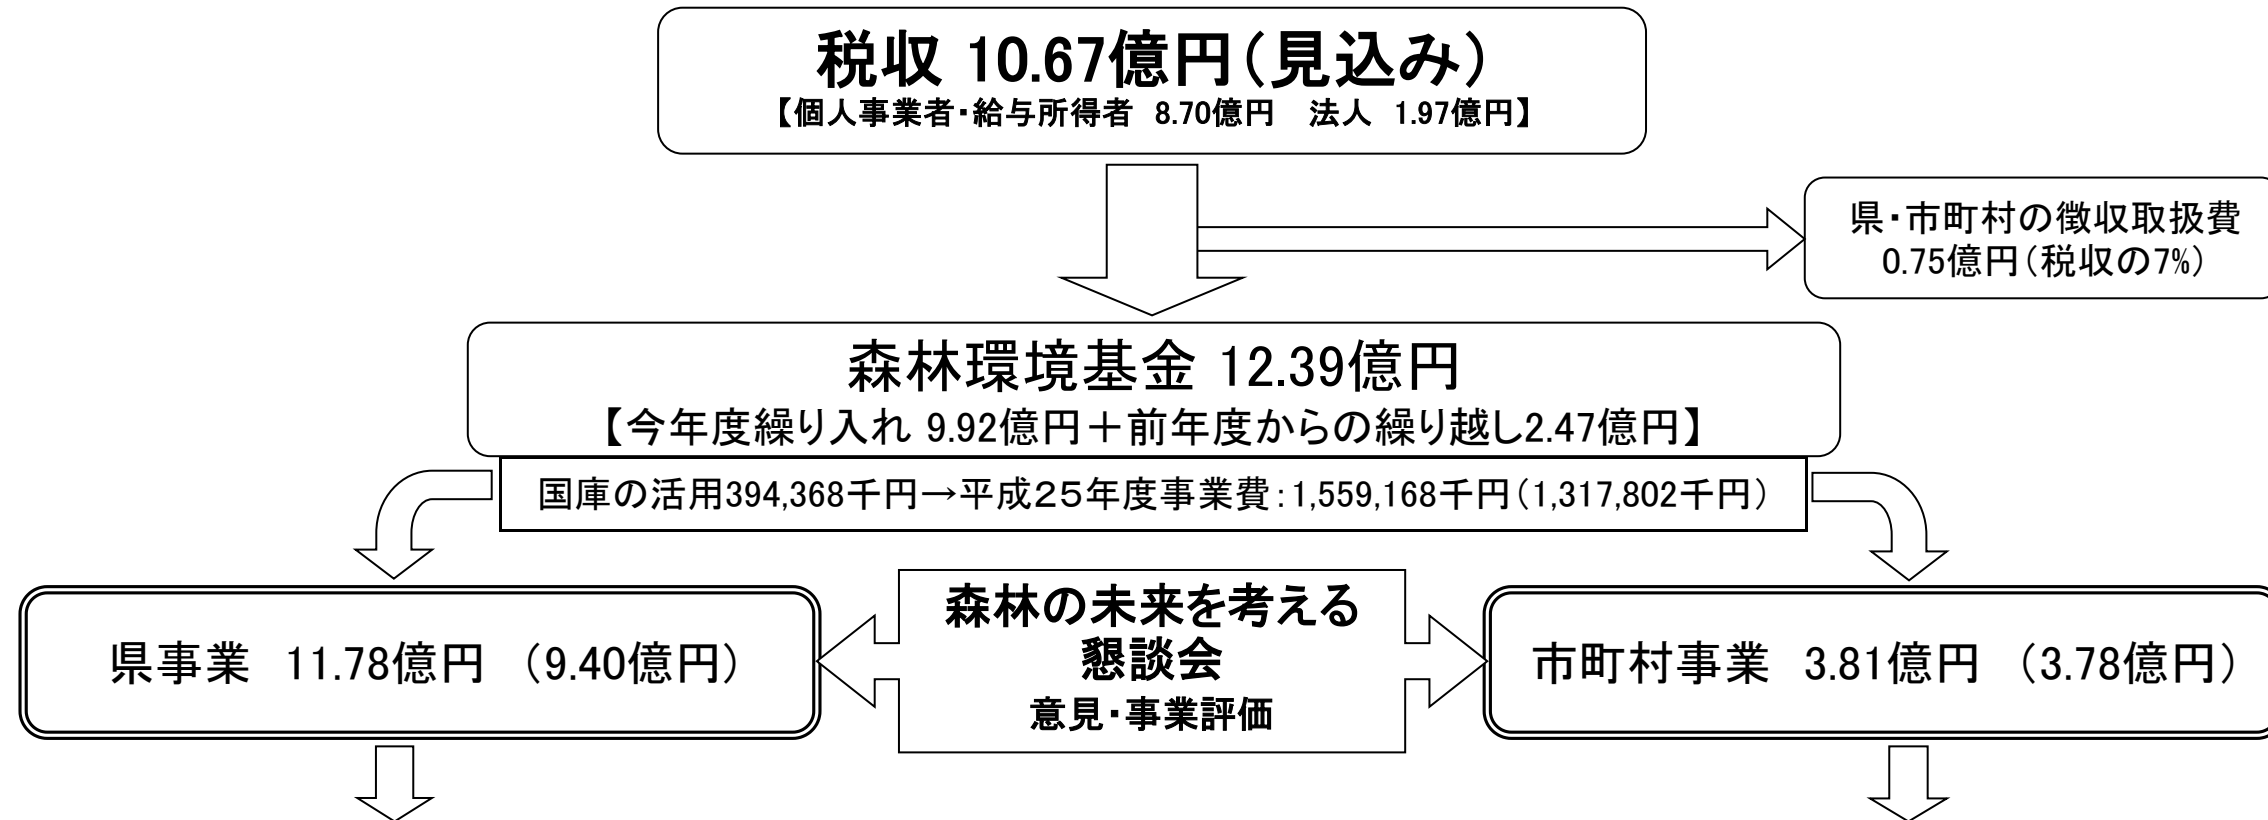 税収 10.67億円（見込み）
【個人事業者・給与所得者 8.70億円　法人 1.97億円】
県・市町村の徴収取扱費
0.75億円（税収の7％）
森林環境基金 12.39億円
【今年度繰り入れ 9.92億円＋前年度からの繰り越し2.47億円】
国庫の活用394,368千円→平成２５年度事業費：1,559,168千円（1,317,802千円）
県事業　11.78億円　（9.40億円）
森林の未来を考える
懇談会
意見・事業評価
市町村事業　3.81億円　（3.78億円）